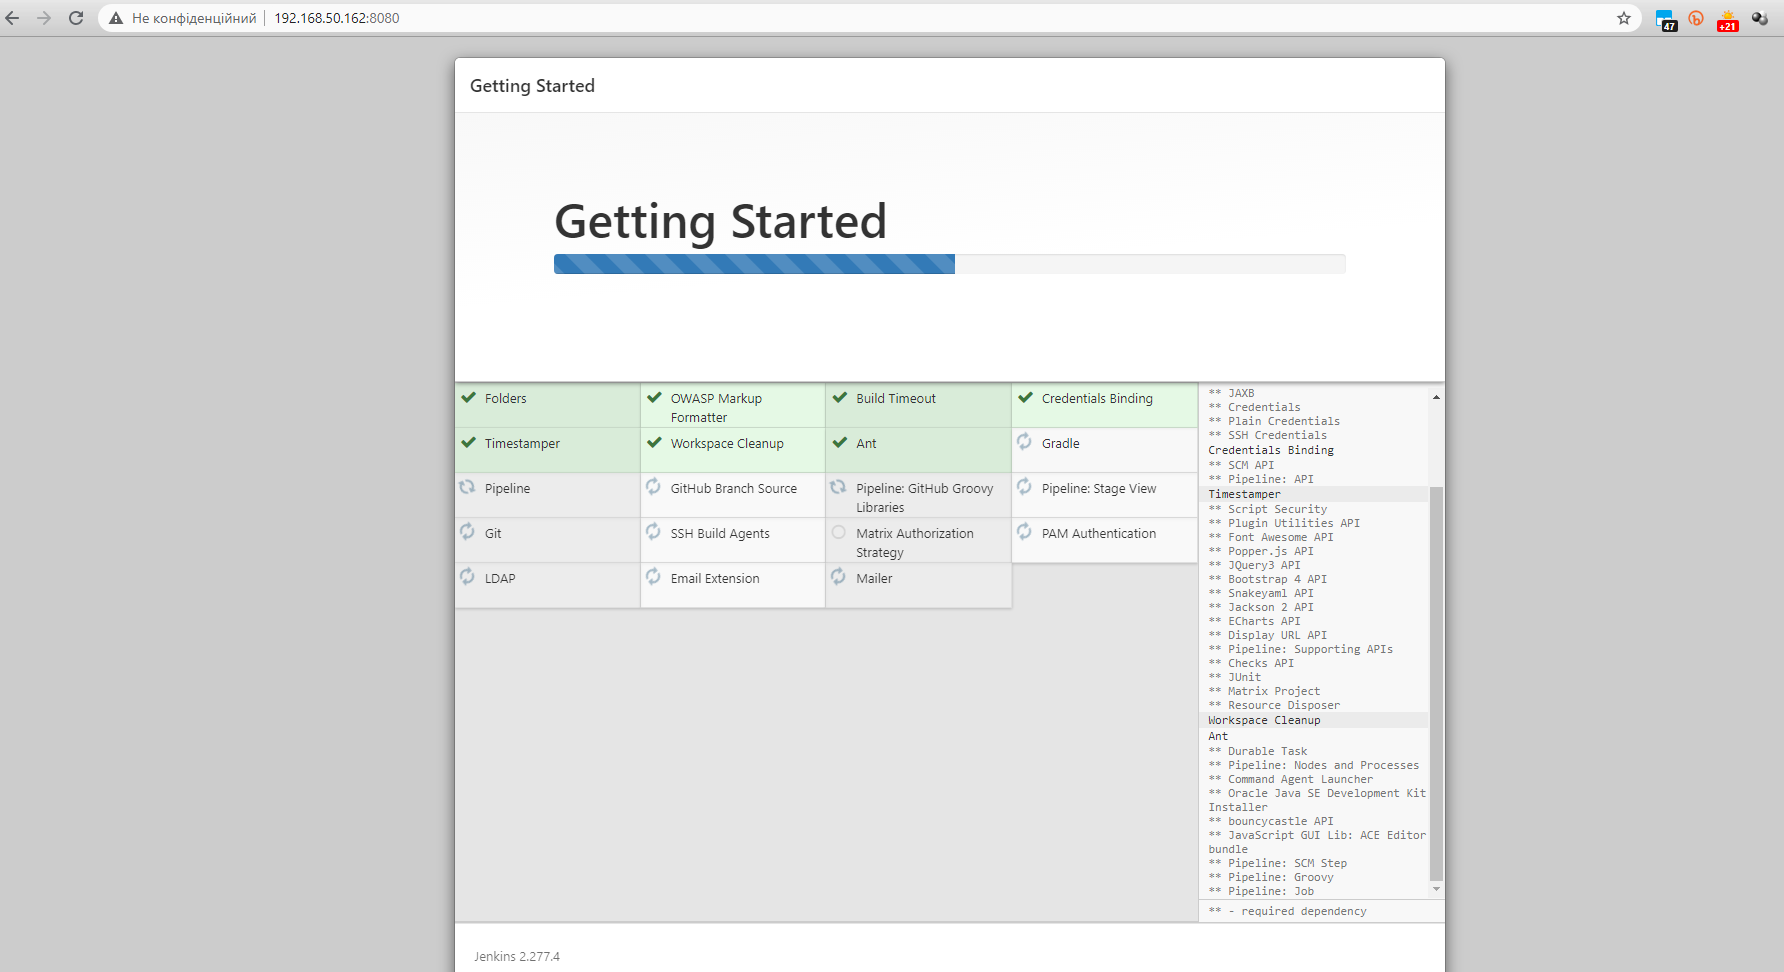 Не конфіденційний 192.168.50.162:8080
47
+21
Getting Started
Getting Started
Folders
OWASP Markup
Formatter
Build Timeout
Credentials Binding
Timestamper
Workspace Cleanup
Ant
Gradle
Pipeline
GitHub Branch Source
Pipeline: GitHub Groovy
Libraries
Pipeline: Stage View
Git
SSH Build Agents
Matrix Authorization
Strategy
PAM Authentication
LDAP
Email Extension
Mailer
** JAXB
** Credentials
** Plain Credentials
** SSH Credentials
Credentials Binding
** SCM API
** Pipeline: API
Timestamper
** Script Security
** Plugin Utilities API
** Font Awesome API
** Popper.js API
** JQuery3 API
** Bootstrap 4 API
** Snakeyaml API
** Jackson 2 API
** ECharts API
** Display URL API
** Pipeline: Supporting APIs
** Checks API
** JUnit
** Matrix Project
** Resource Disposer
Workspace Cleanup
Ant
** Durable Task
** Pipeline: Nodes and Processes
** Command Agent Launcher
** Oracle Java SE Development Kit
Installer
** bouncycastle API
** JavaScript GUI Lib: ACE Editor
bundle
** Pipeline: SCM Step
** Pipeline: Groovy
** Pipeline: Job
** - required dependency
Jenkins 2.277.4